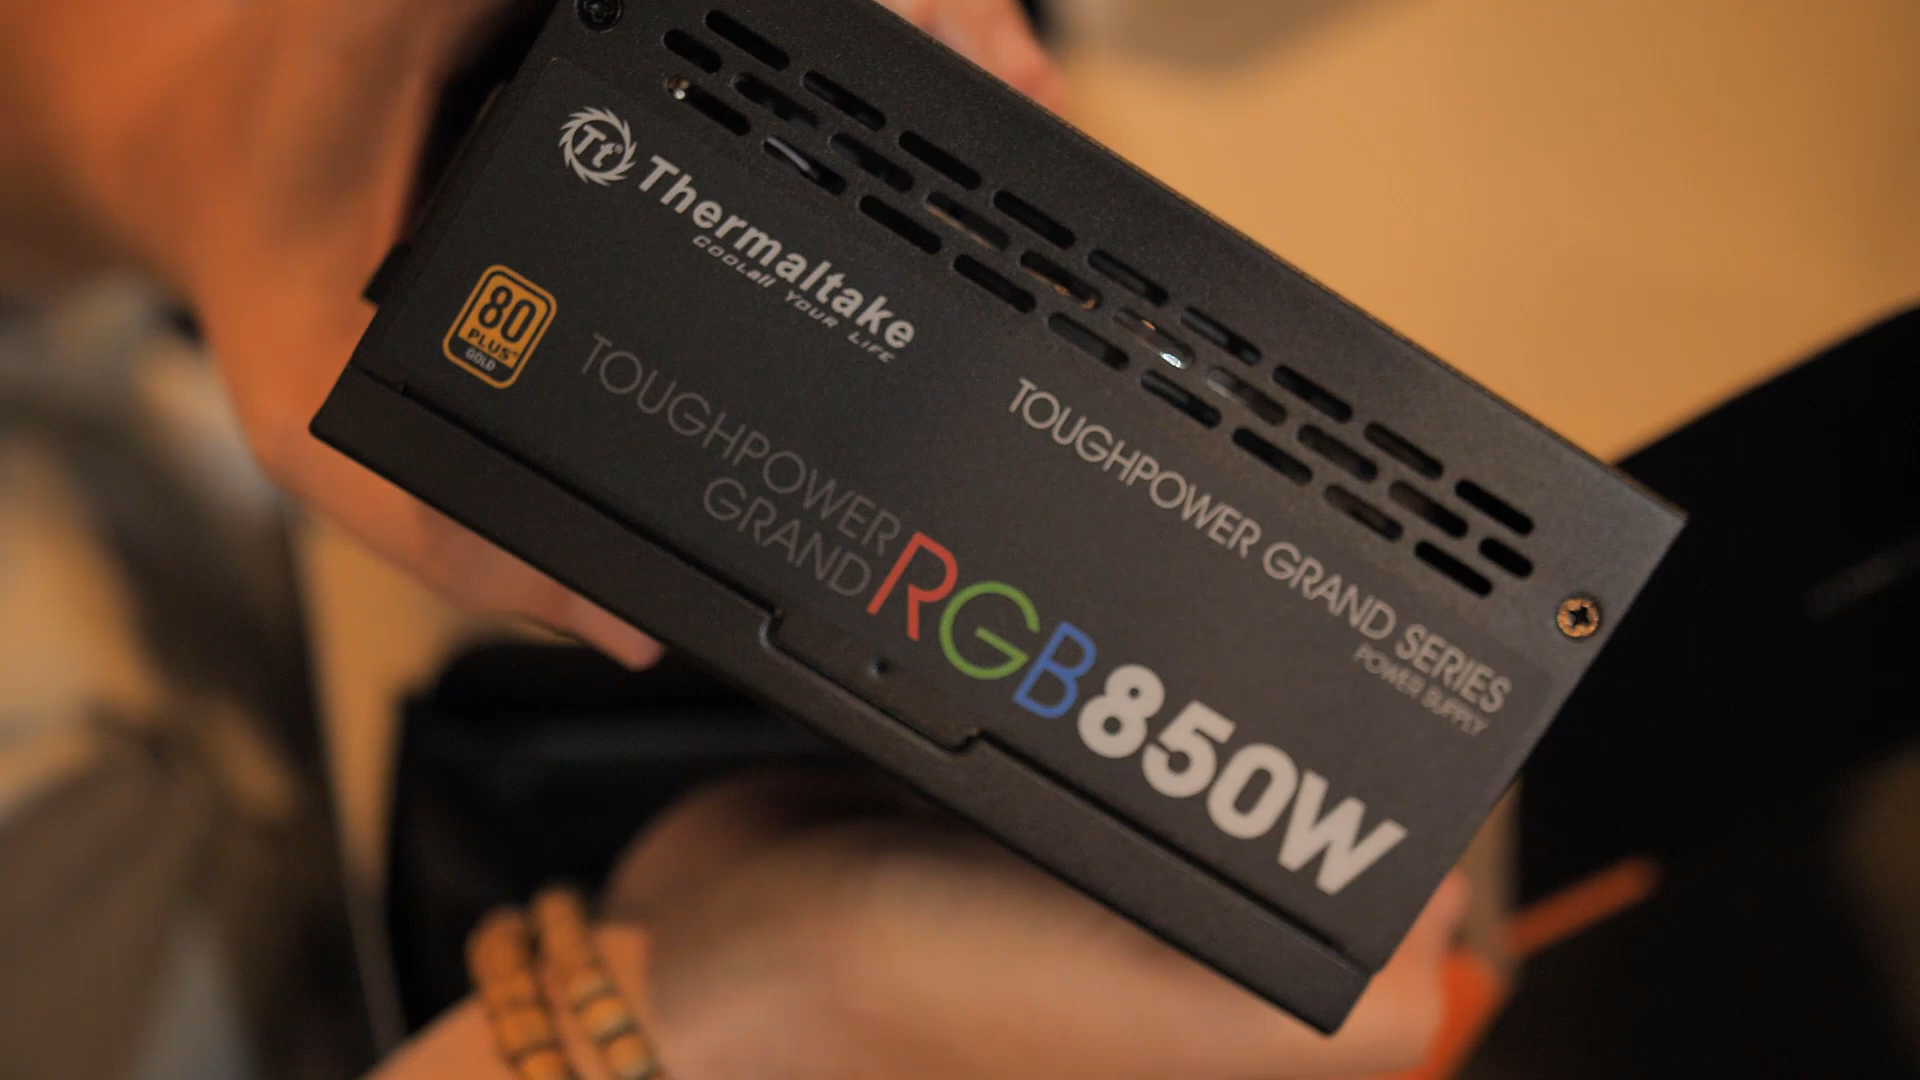 Tt
Thermaltake
COOLall YOUR LIFE
80
PLUS
GOLD
TOUGHPOWER
GRAND
RGB 850W
TOUGHPOWER GRAND SERIES
POWER SUPPLY